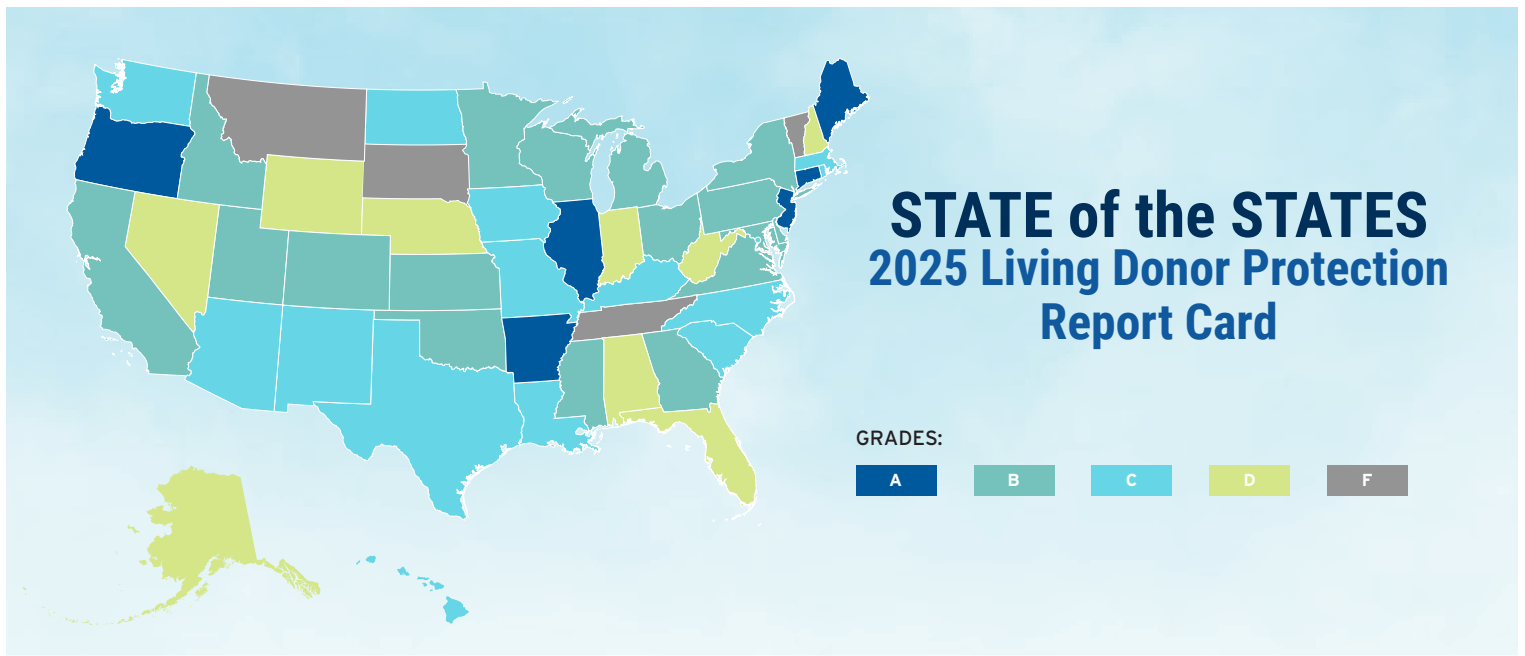 STATE of the STATES
2025 Living Donor Protection
Report Card
GRADES:
A B C D F